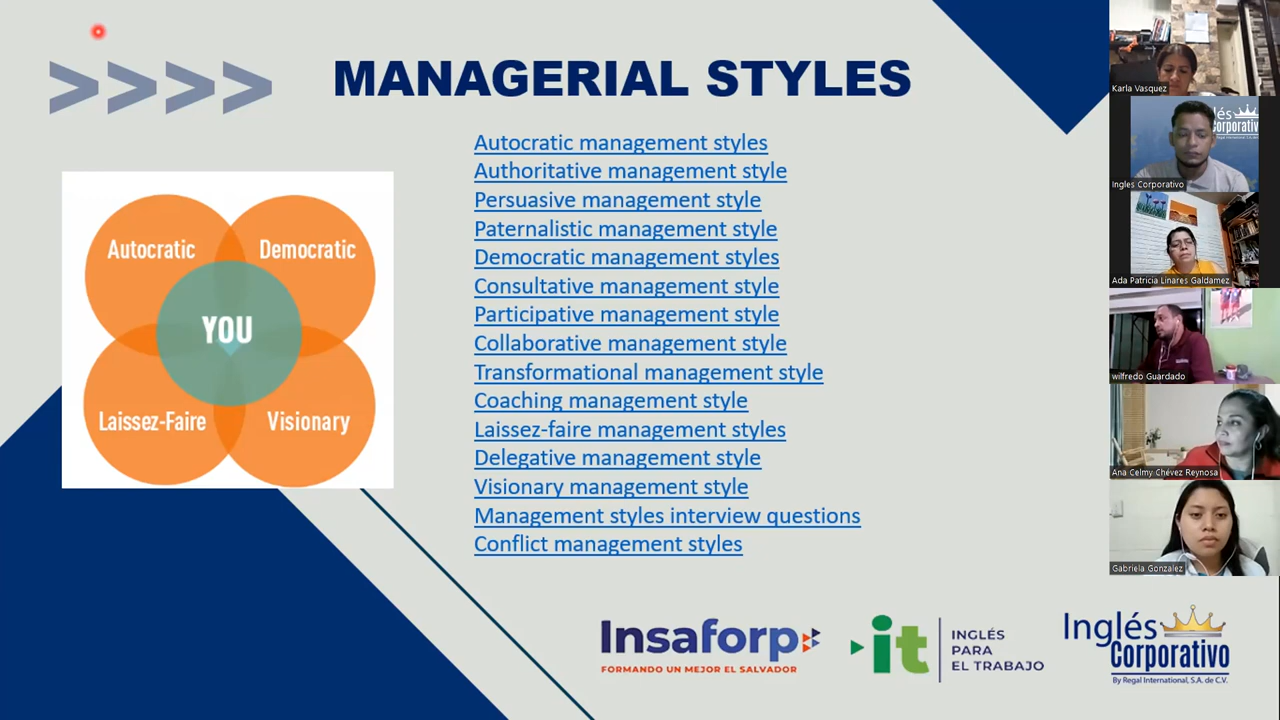 >>>>
MANAGERIAL STYLES
Autocratic management styles
Authoritative management style
Persuasive management style
Paternalistic management style
Democratic management styles
Consultative management style
Participative management style
Collaborative management style
Transformational management style
Coaching management style
Laissez-faire management styles
Delegative management style
Visionary management style
Management styles interview questions
Conflict management styles
Autocratic
Democratic
YOU
Laissez-Faire
Visionary
Insaforp
FORMANDO UN MEJOR EL SALVADOR
it
INGLÉS
PARA
EL TRABAJO
Inglés
Corporativo
By Regal International, S.A. de C.V.
Karla Vasquez
lés
Corporativo
Ingles Corporativo
Ada Patricia Linares Galdamez
wilfredo Guardado
Ana Celmy Chévez Reynosa
Gabriela Gonzalez